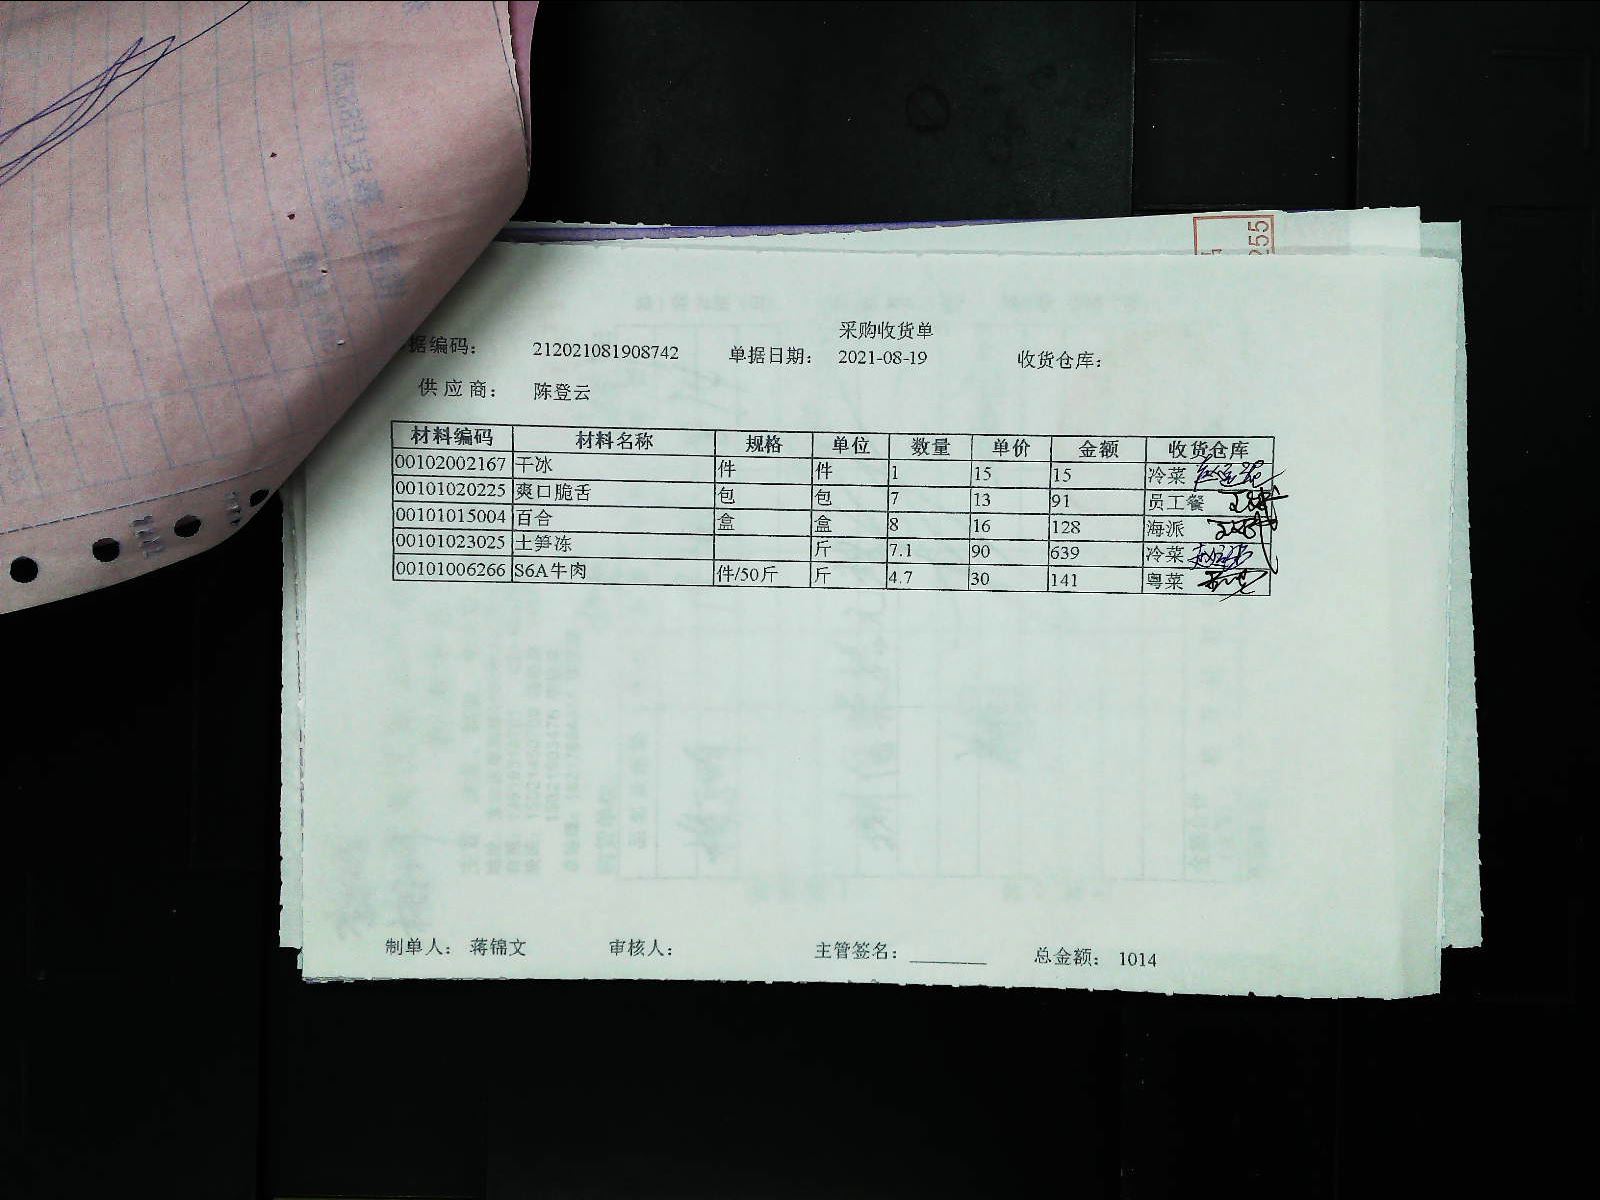 255
采购收货单
据编码： 212021081908742 单据日期： 2021-08-19 收货仓库：
供应商： 陈登云
材料编码 材料名称 规格 单位 数量 单价 金额 收货仓库
00102002167 干冰 件 件 1 15 15 冷菜
00101020225 爽口脆舌 包 包 7 13 91 员工餐
00101015004 百合 盒 盒 8 16 128 海派
00101023025 土笋冻 斤 7.1 90 639 冷菜
00101006266 S6A牛肉 件/50斤 斤 4.7 30 141 粤菜
制单人： 蒋锦文 审核人： 主管签名： 总金额： 1014